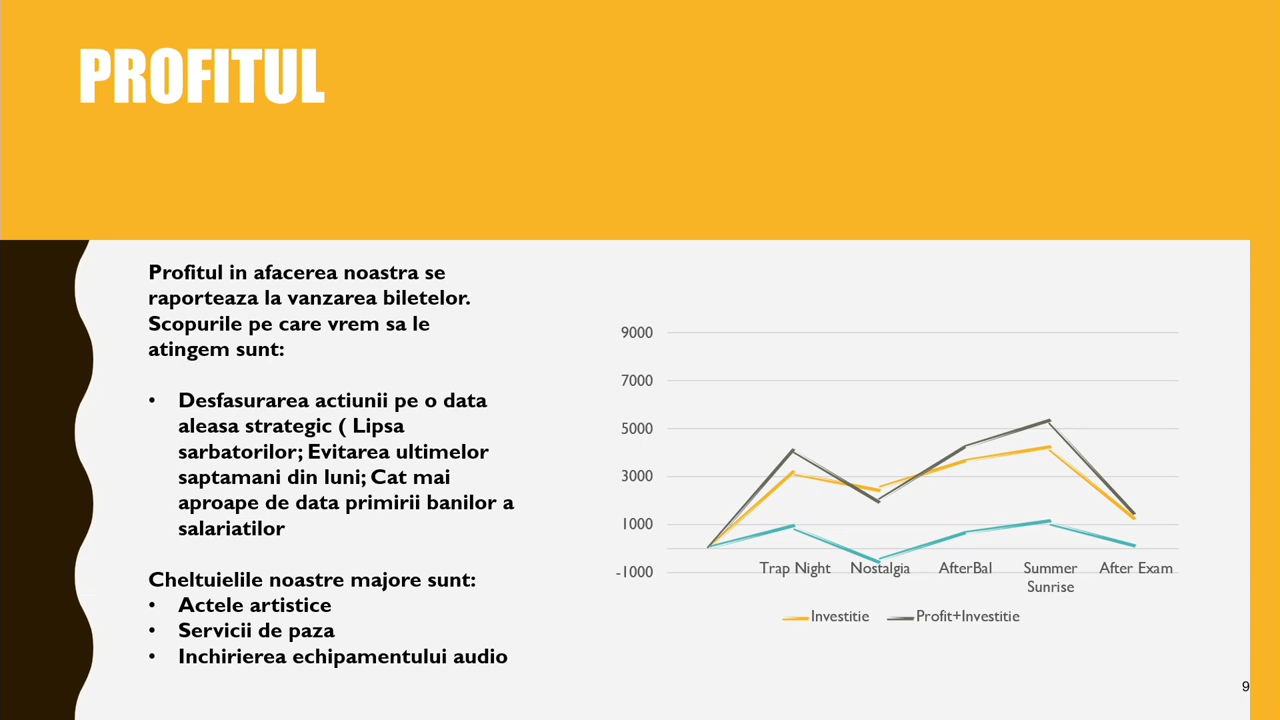 PROFITUL
Profitul in afacerea noastra se
raporteaza la vanzarea biletelor.
Scopurile pe care vrem sa le
atingem sunt:
• Desfasurarea actiunii pe o data
aleasa strategic ( Lipsa
sarbatorilor; Evitarea ultimelor
saptamani din luni; Cat mai
aproape de data primirii banilor a
salariatilor
Cheltuielile noastre majore sunt:
• Actele artistice
• Servicii de paza
• Inchirierea echipamentului audio
9000
7000
5000
3000
1000
-1000
Trap Night
Nostalgia
AfterBal
Summer
Sunrise
After Exam
Investitie
Profit+Investitie
9